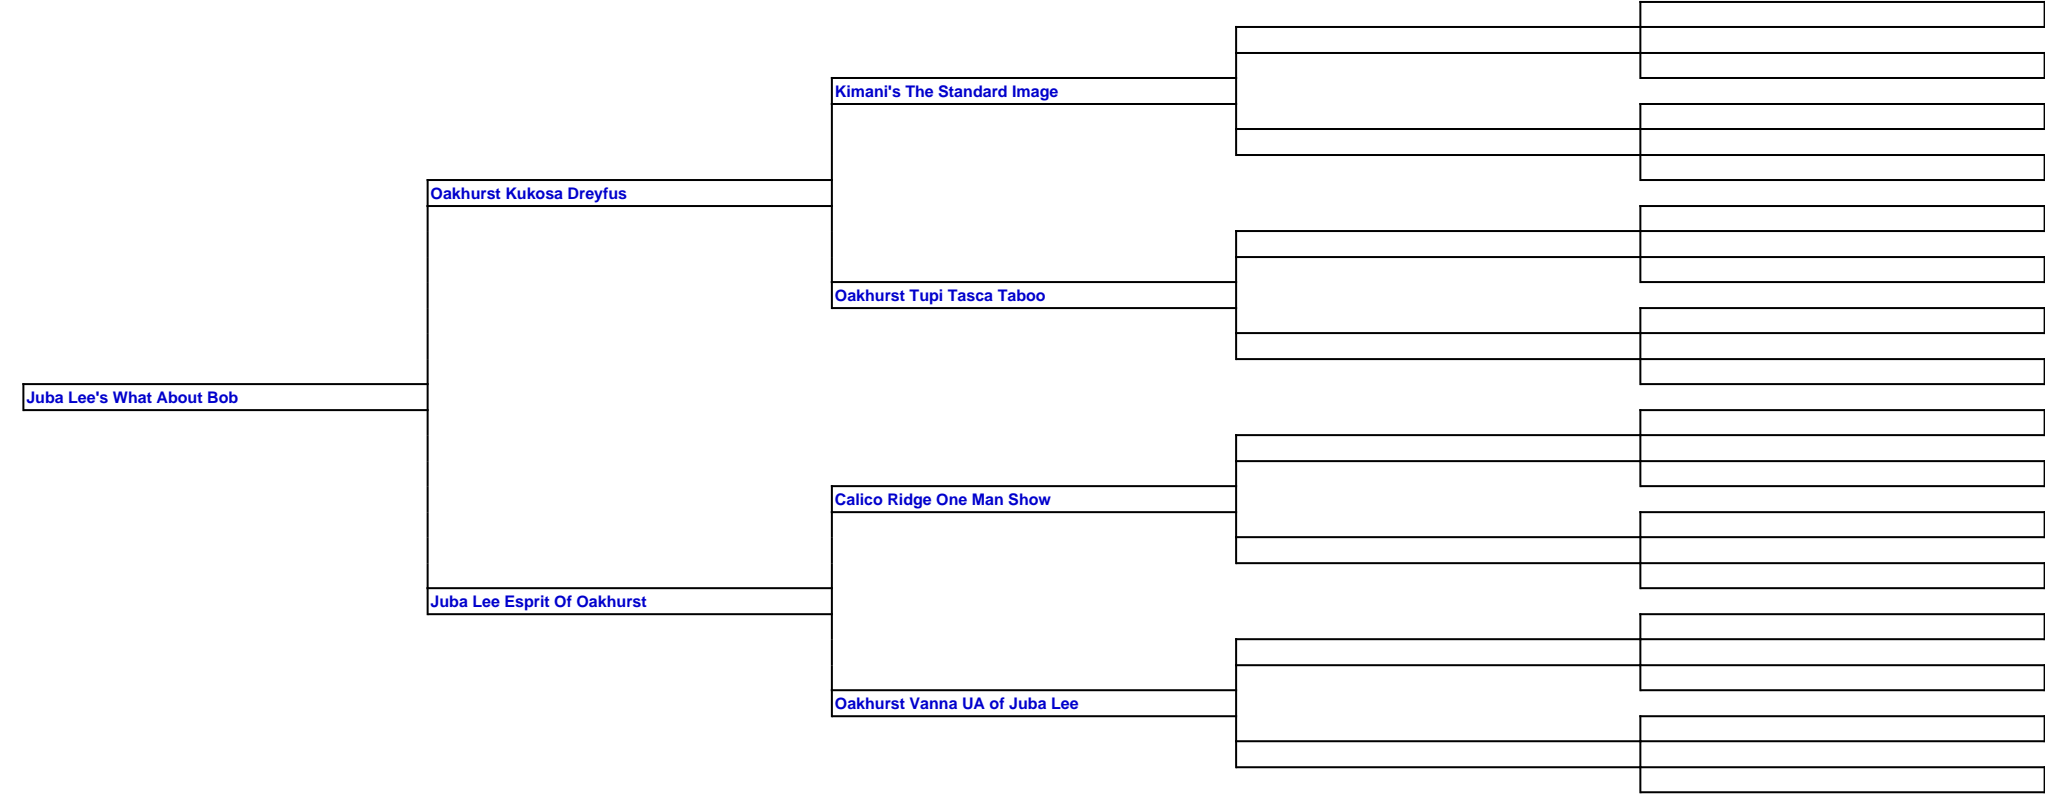 Kimani's The Standard Image
Oakhurst Kukosa Dreyfus
Oakhurst Tupi Tasca Taboo
Juba Lee's What About Bob
Calico Ridge One Man Show
Juba Lee Esprit Of Oakhurst
Oakhurst Vanna UA of Juba Lee